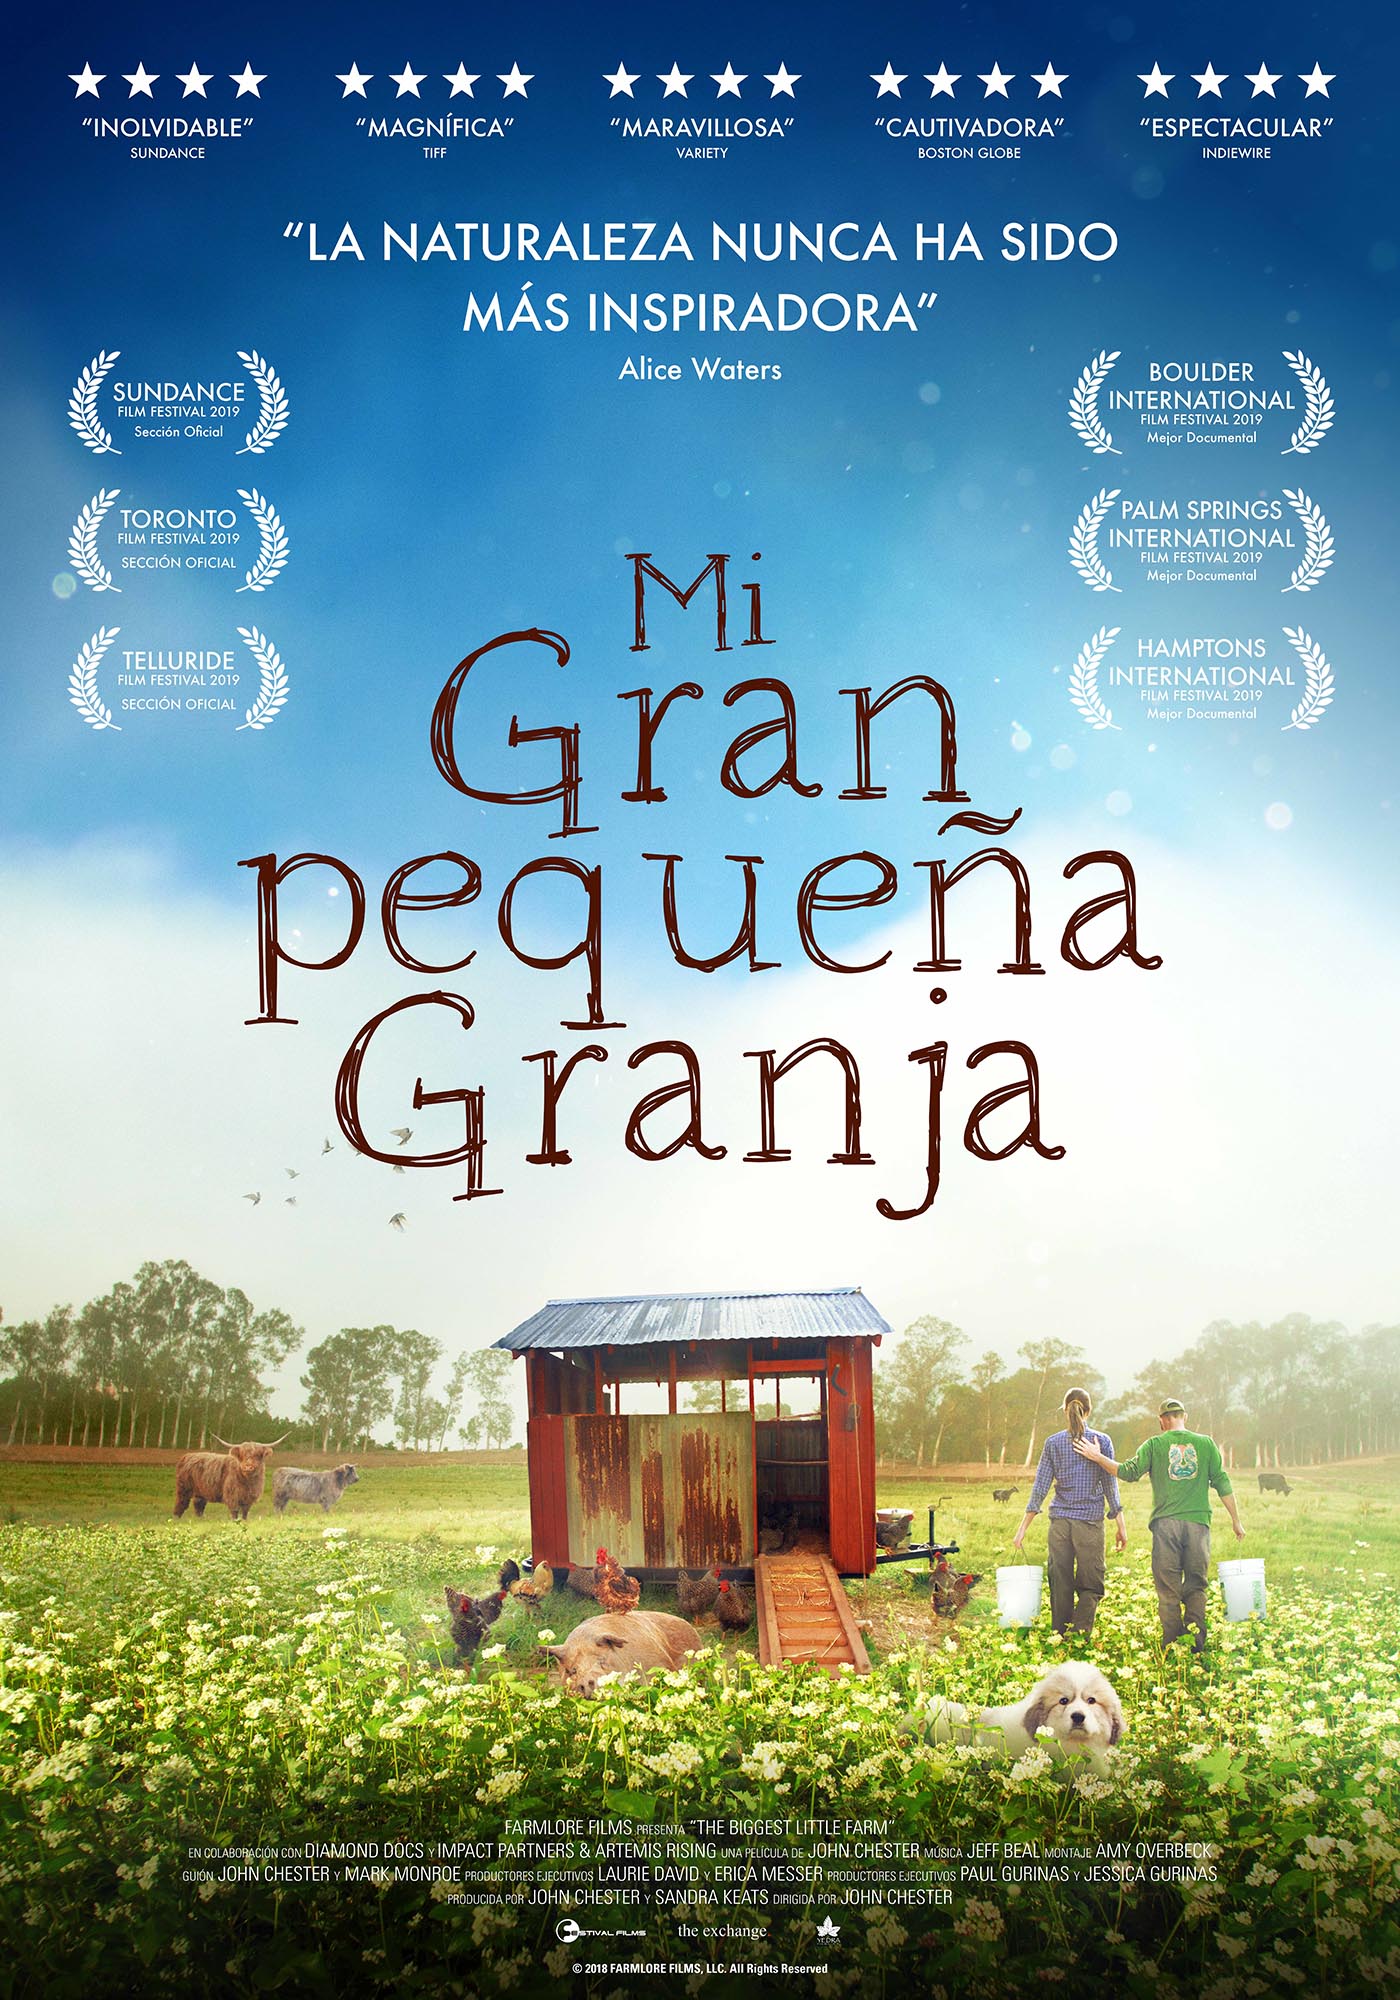 “INOLVIDABLE”
SUNDANCE
“MAGNÍFICA”
TIFF
“MARAVILLOSA”
VARIETY
“CAUTIVADORA”
BOSTON GLOBE
“ESPECTACULAR”
INDIEWIRE
“LA NATURALEZA NUNCA HA SIDO
MÁS INSPIRADORA”
Alice Waters
SUNDANCE
FILM FESTIVAL 2019
Sección Oficial
TORONTO
FILM FESTIVAL 2019
SECCIÓN OFICIAL
TELLURIDE
FILM FESTIVAL 2019
SECCIÓN OFICIAL
BOULDER
INTERNATIONAL
FILM FESTIVAL 2019
Mejor Documental
PALM SPRINGS
INTERNATIONAL
FILM FESTIVAL 2019
Mejor Documental
HAMPTONS
INTERNATIONAL
FILM FESTIVAL 2019
Mejor Documental
Mi
Gran
pequeña
Granja
FARMLORE FILMS PRESENTA “THE BIGGEST LITTLE FARM”
EN COLABORACIÓN CON DIAMOND DOCS Y IMPACT PARTNERS & ARTEMIS RISING UNA PELÍCULA DE JOHN CHESTER MÚSICA JEFF BEAL MONTAJE AMY OVERBECK
GUIÓN JOHN CHESTER Y MARK MONROE PRODUCTORES EJECUTIVOS LAURIE DAVID Y ERICA MESSER PRODUCTORES EJECUTIVOS PAUL GURINAS Y JESSICA GURINAS
PRODUCIDA POR JOHN CHESTER Y SANDRA KEATS DIRIGIDA POR JOHN CHESTER
FESTIVAL FILMS
the exchange
YEDRA
© 2018 FARMLORE FILMS, LLC. All Rights Reserved